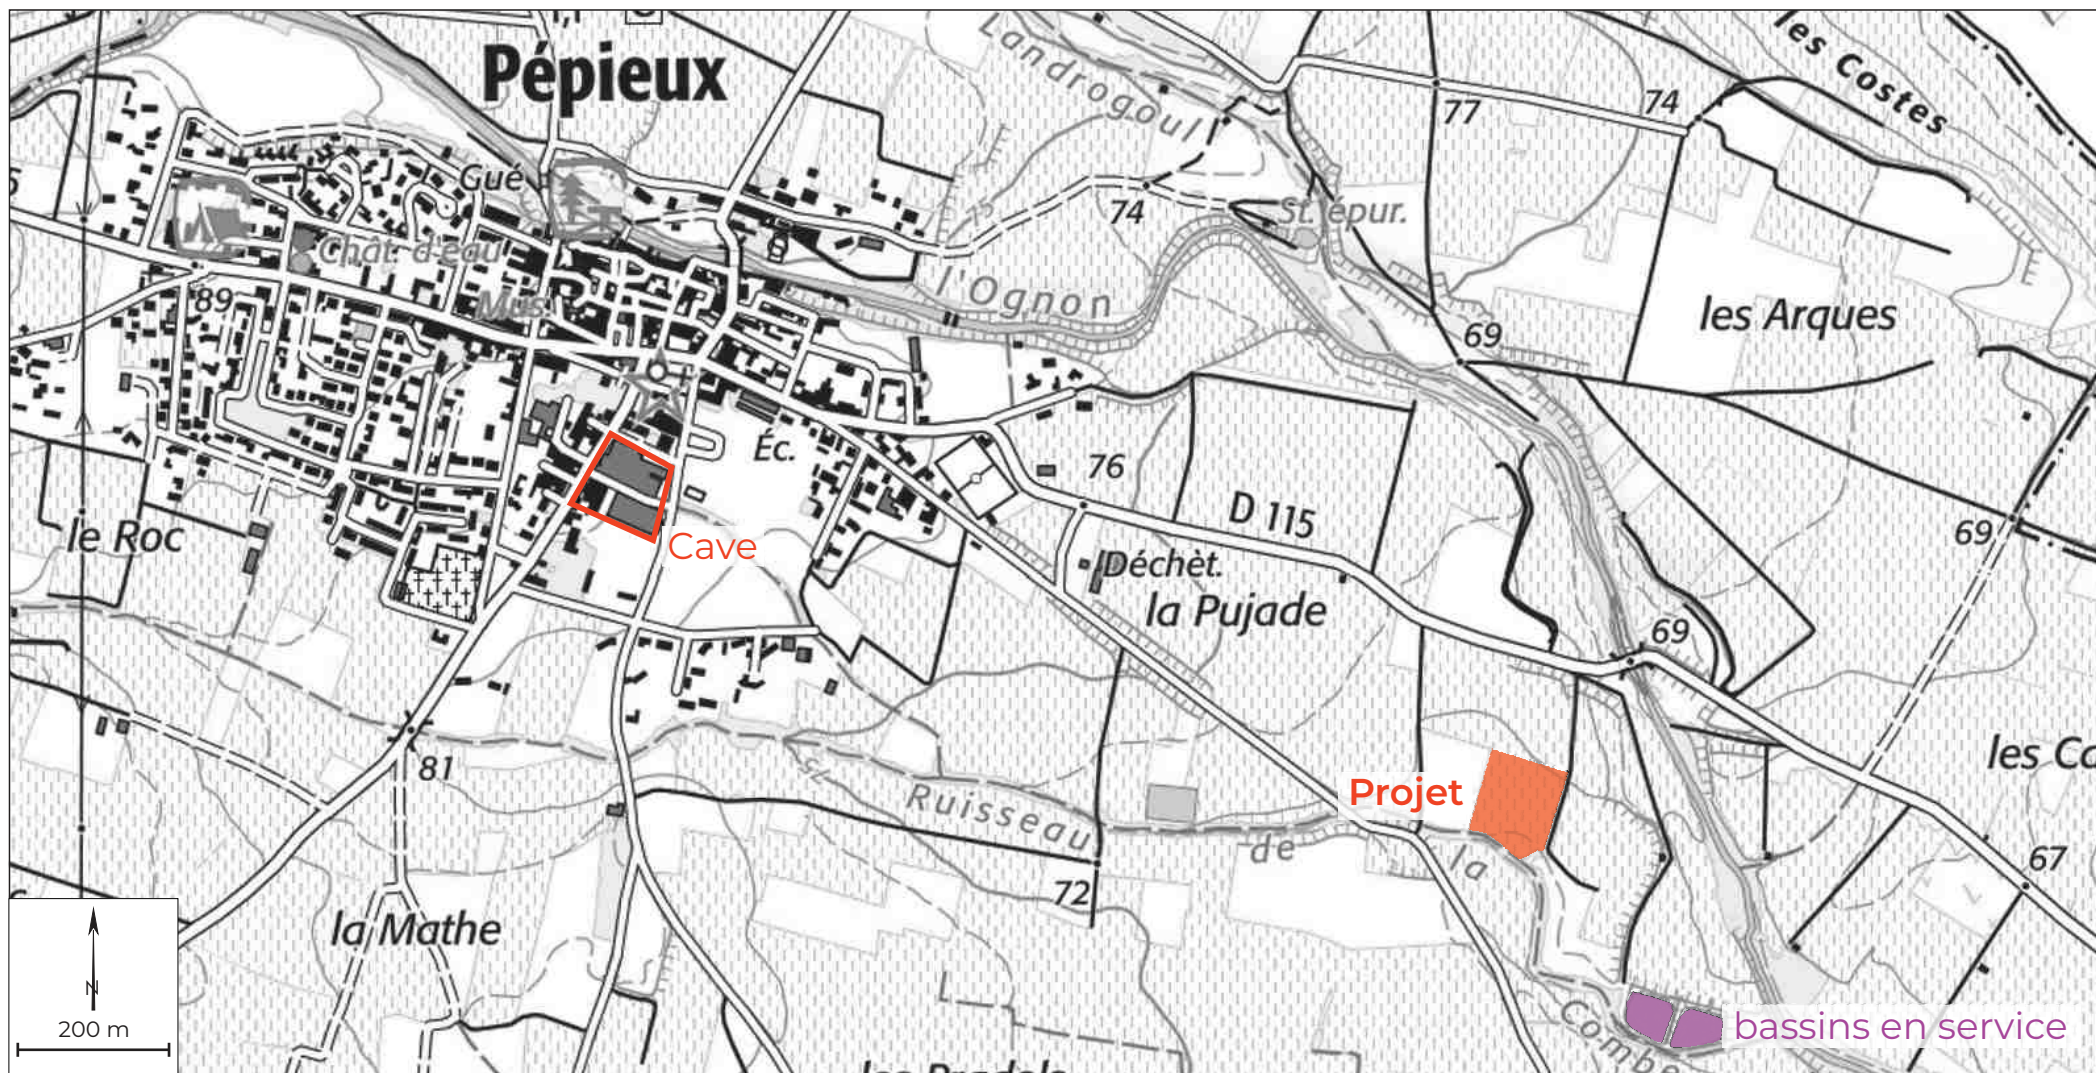 Pépieux
Landrogoul
les Costes
77
74
Gué
75
74
St. épur.
Chât. d'eau
l'Ognon
89
Mus.
les Arques
69
Éc.
76
D 115
le Roc
Cave
69
Déchèt.
la Pujade
69
81
75
les Co
Projet
Ruisseau
de
la
Combe
72
67
la Mathe
N
200 m
bassins en service